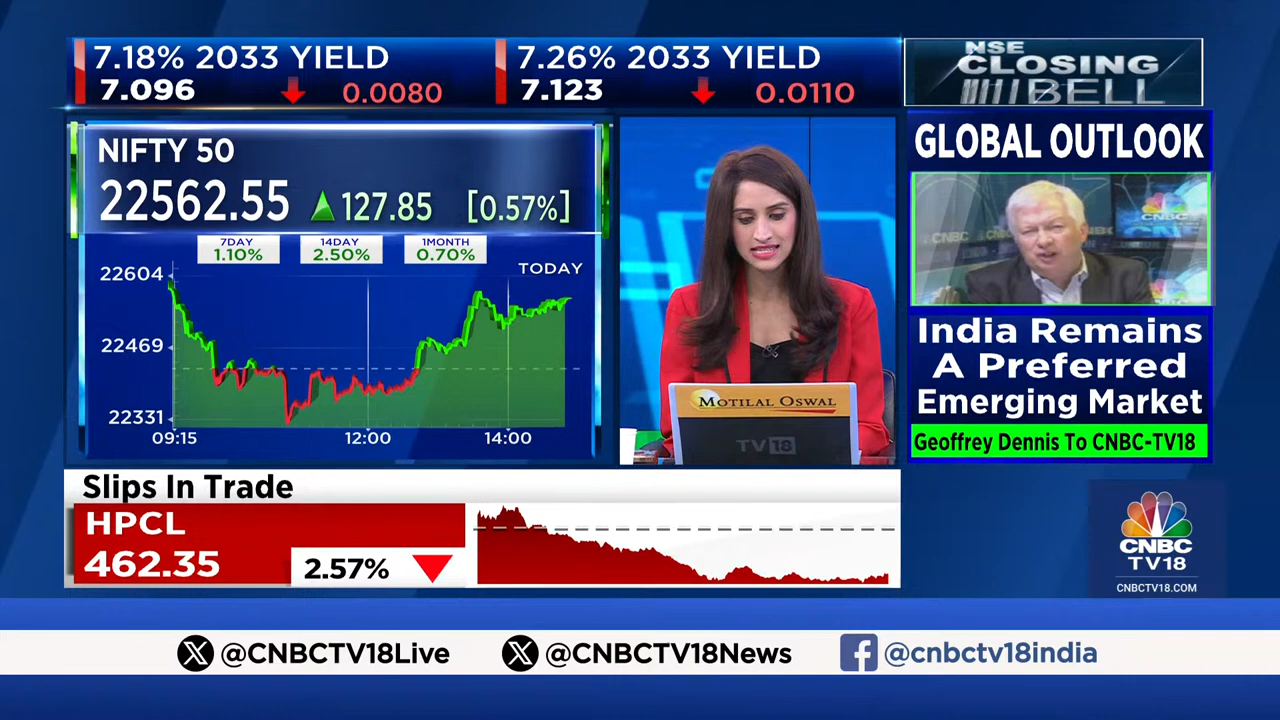 7.18% 2033 YIELD
7.096 0.0080
7.26% 2033 YIELD
7.123 0.0110
NSE
CLOSING
BELL
NIFTY 50
22562.55 127.85 [0.57%]
7DAY
1.10%
14DAY
2.50%
1MONTH
0.70%
TODAY
22604
22469
22331
09:15 12:00 14:00
MOTILAL OSWAL
TV18
GLOBAL OUTLOOK
CNBC
CNBC
India Remains
A Preferred
Emerging Market
Geoffrey Dennis To CNBC-TV18
Slips In Trade
HPCL
462.35
2.57%
CNBC
TV18
CNBCTV18.COM
@CNBCTV18Live @CNBCTV18News @cnbctv18india